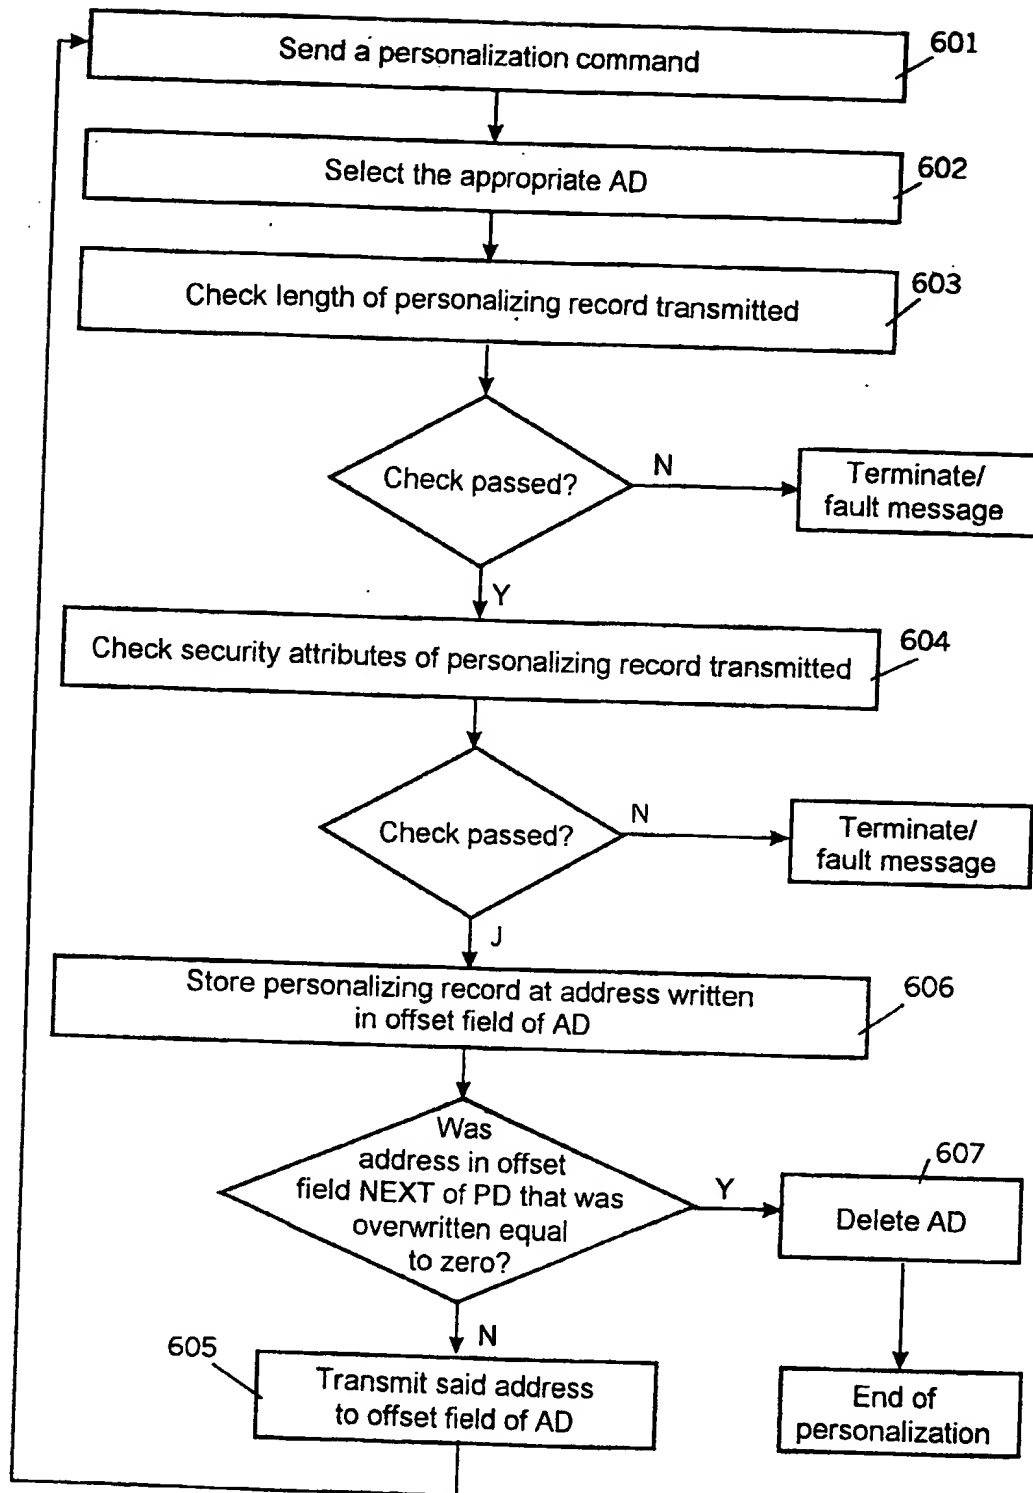 Send a personalization command
601
Select the appropriate AD
602
Check length of personalizing record transmitted
603
Check passed?
N
Terminate/
fault message
Y
Check security attributes of personalizing record transmitted
604
Check passed?
N
Terminate/
fault message
J
Store personalizing record at address written
in offset field of AD
606
Was
address in offset
field NEXT of PD that was
overwritten equal
to zero?
Y
607
Delete AD
N
605
Transmit said address
to offset field of AD
End of
personalization